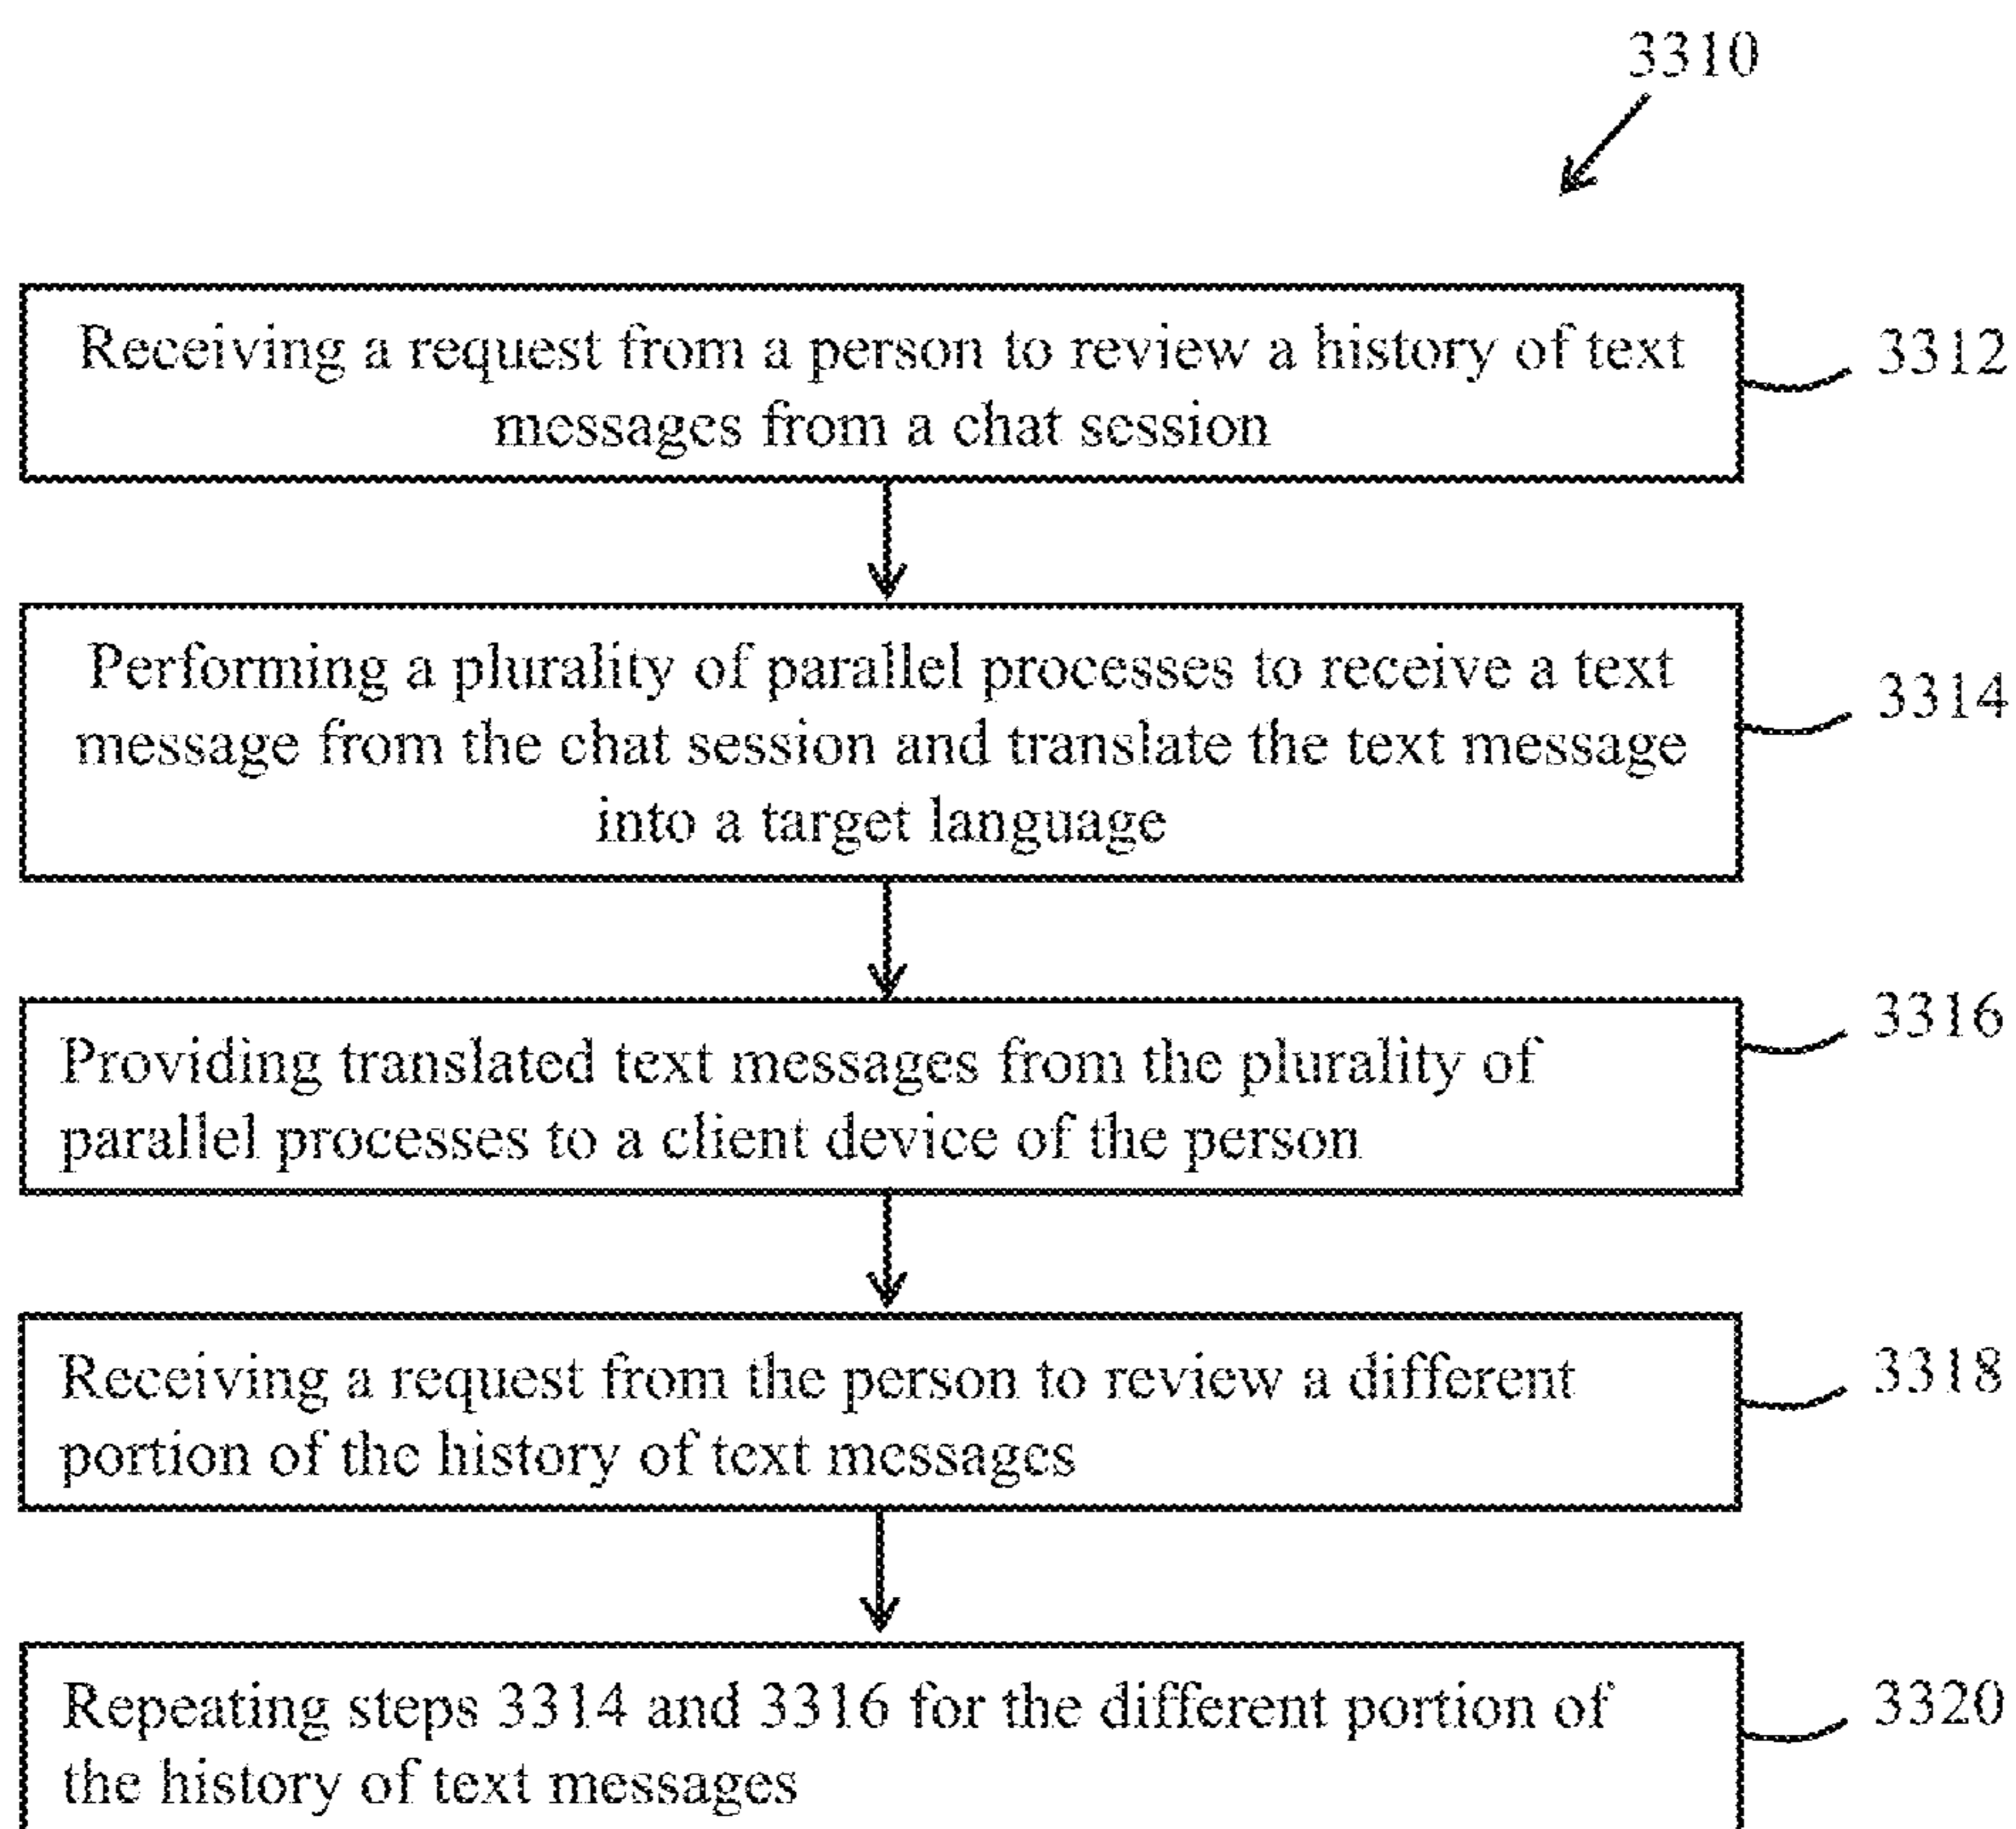 3310
Receiving a request from a person to review a history of text
messages from a chat session
3312
Performing a plurality of parallel processes to receive a text
message from the chat session and translate the text message
into a target language
3314
Providing translated text messages from the plurality of
parallel processes to a client device of the person
3316
Receiving a request from the person to review a different
portion of the history of text messages
3318
Repeating steps 3314 and 3316 for the different portion of
the history of text messages
3320